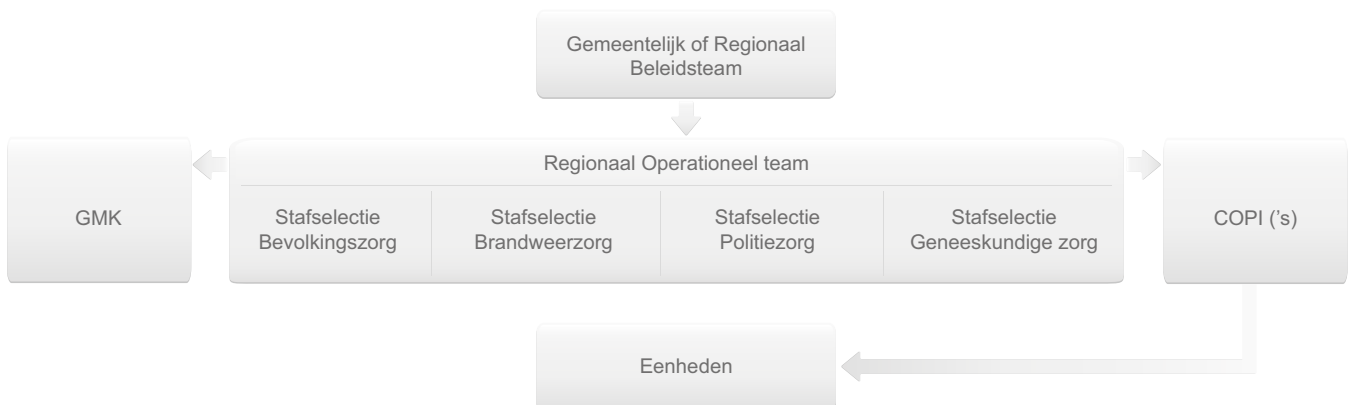 Gemeentelijk of Regionaal
Beleidsteam
GMK
Regionaal Operationeel team
Stafselectie
Bevolkingszorg
Stafselectie
Brandweerzorg
Stafselectie
Politiezorg
Stafselectie
Geneeskundige zorg
COPI (’s)
Eenheden